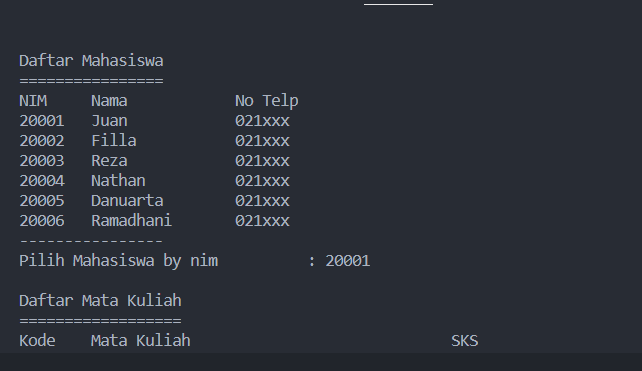 Daftar Mahasiswa
================
NIM Nama No Telp
20001 Juan 021xxx
20002 Filla 021xxx
20003 Reza 021xxx
20004 Nathan 021xxx
20005 Danuarta 021xxx
20006 Ramadhani 021xxx
----------------
Pilih Mahasiswa by nim : 20001
Daftar Mata Kuliah
==================
Kode Mata Kuliah SKS